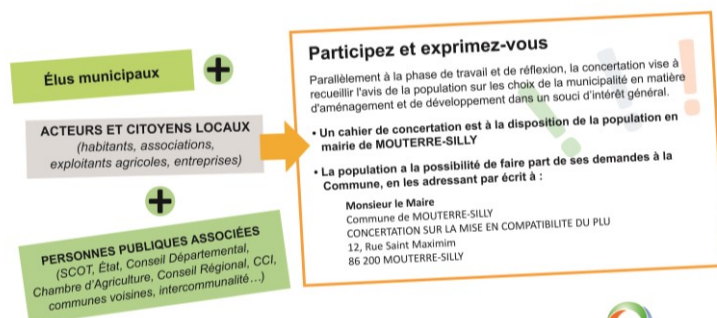 Élus municipaux
ACTEURS ET CITOYENS LOCAUX
(habitants, associations,
exploitants agricoles, entreprises)
PERSONNES PUBLIQUES ASSOCIÉES
(SCOT, État, Conseil Départemental,
Chambre d'Agriculture, Conseil Régional, CCI,
communes voisines, intercommunalité…)
Participez et exprimez-vous
Parallèlement à la phase de travail et de réflexion, la concertation vise à
recueillir l'avis de la population sur les choix de la municipalité en matière
d'aménagement et de développement dans un souci d'intérêt général.
• Un cahier de concertation est à la disposition de la population en
mairie de MOUTERRE-SILLY
• La population a la possibilité de faire part de ses demandes à la
Commune, en les adressant par écrit à :
Monsieur le Maire
Commune de MOUTERRE-SILLY
CONCERTATION SUR LA MISE EN COMPATIBILITE DU PLU
12, Rue Saint Maximim
86 200 MOUTERRE-SILLY